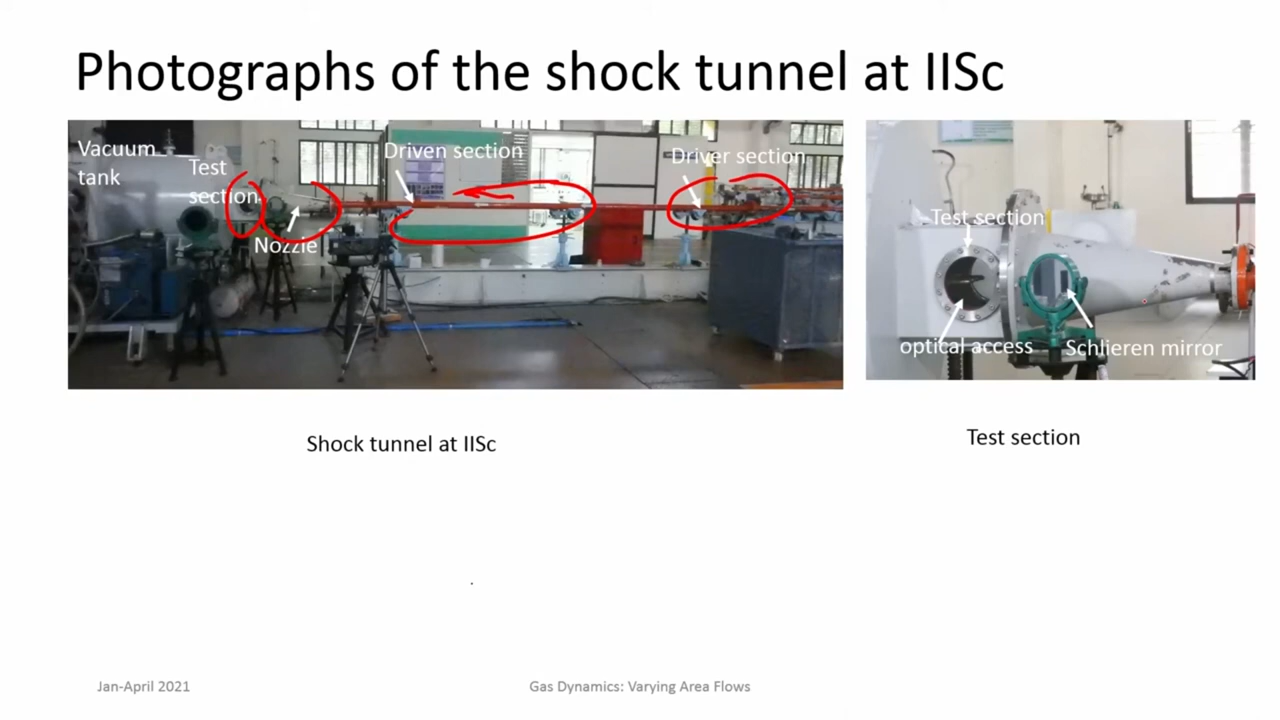 Photographs of the shock tunnel at IISc
Vacuum
tank
Test
section
Nozzle
Driven section
Driver section
Test section
optical access
Schlieren mirror
Shock tunnel at IISc
Test section
Jan-April 2021
Gas Dynamics: Varying Area Flows